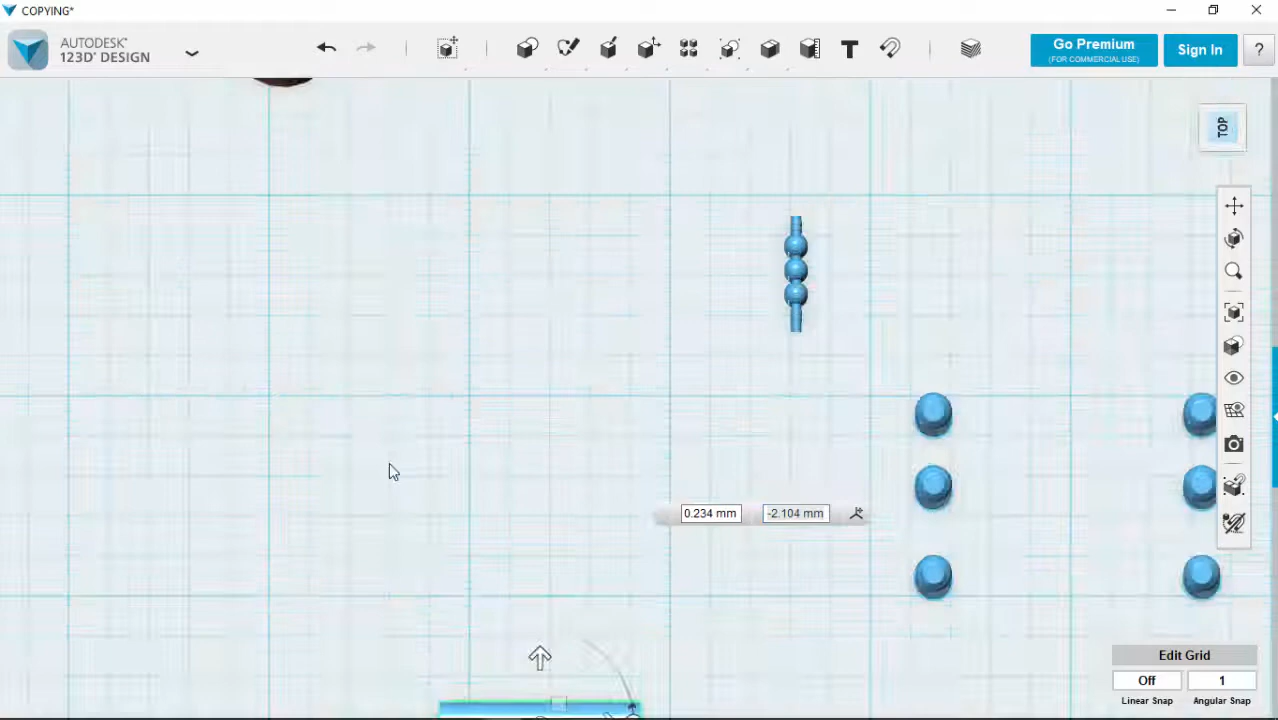 COPYING*
AUTODESK®
123D® DESIGN
T
Go Premium
(FOR COMMERCIAL USE)
Sign In
?
TOP
0.234 mm
-2.104 mm
Edit Grid
Off
1
Linear Snap
Angular Snap